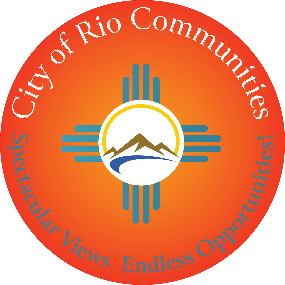 City of Rio Communities
Spectacular Views Endless Opportunities!